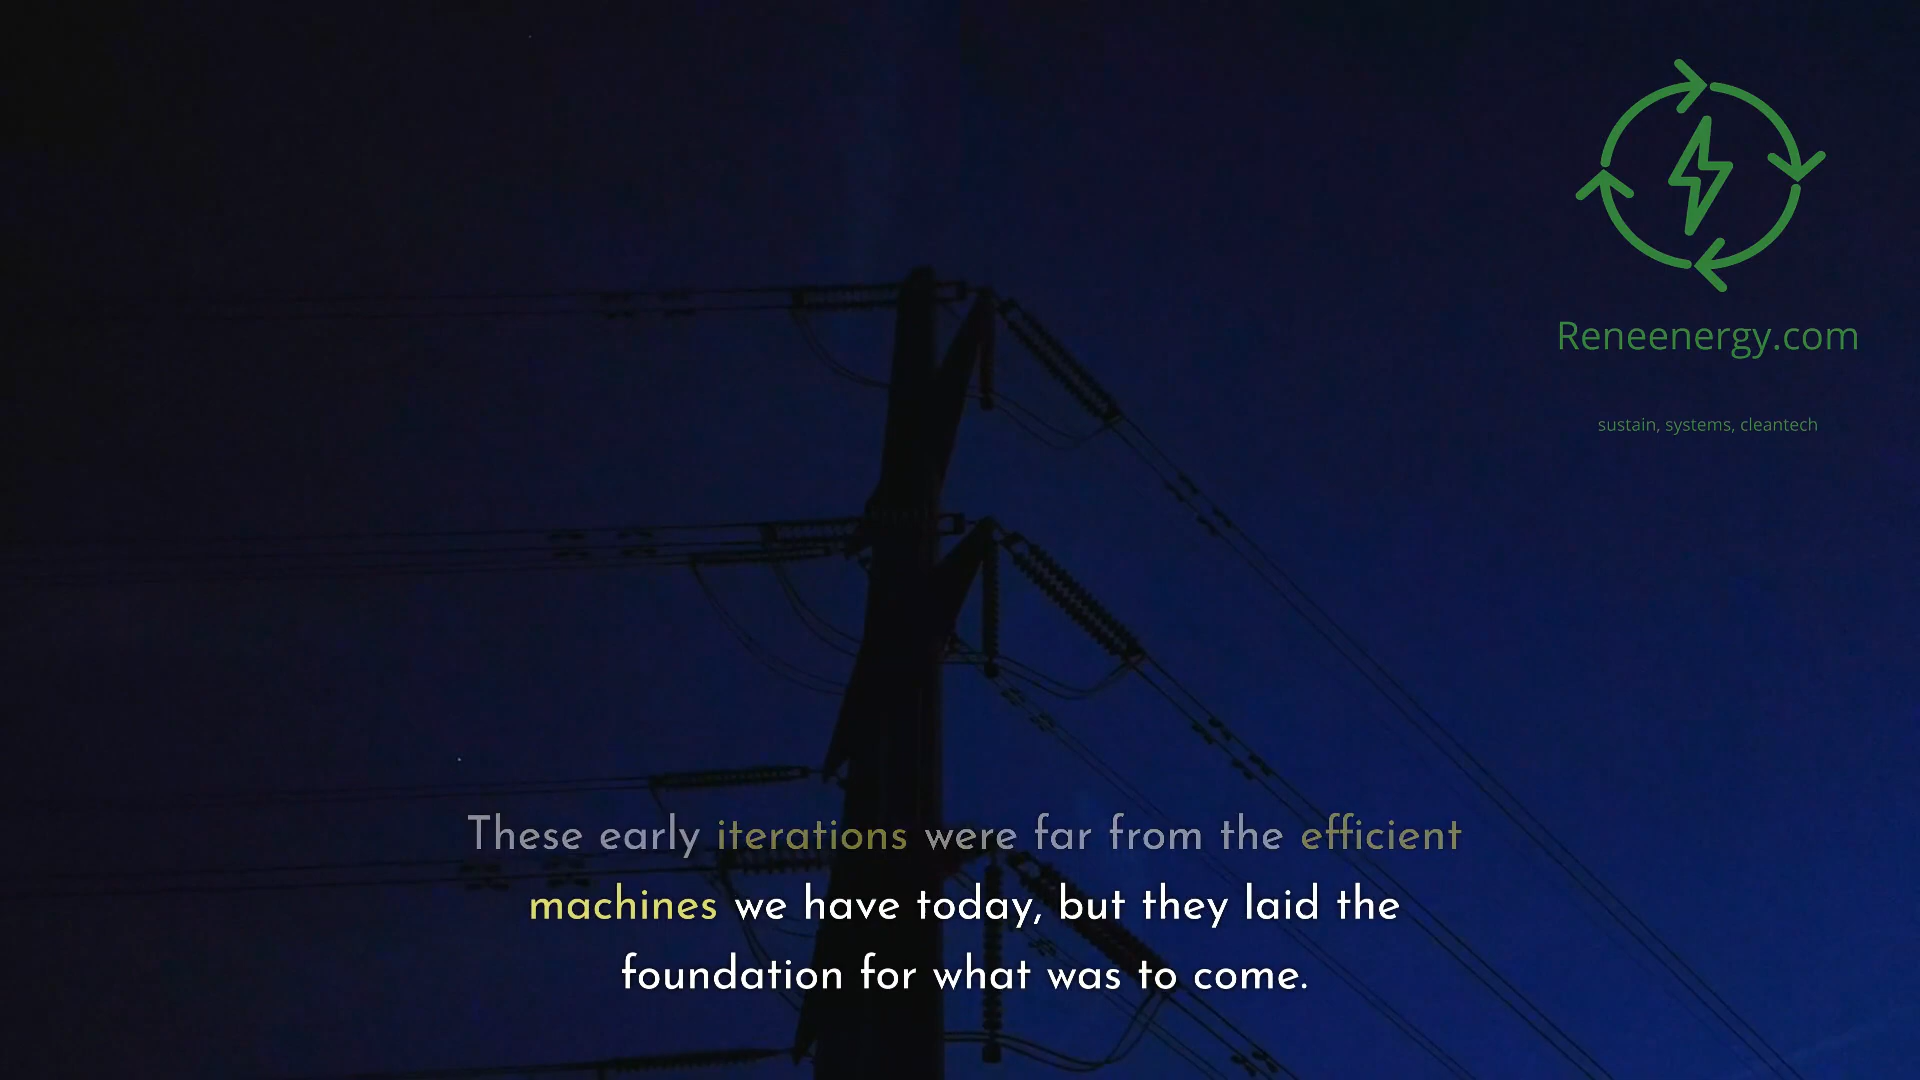 Reneenergy.com
sustain, systems, cleantech
These early iterations were far from the efficient
machines we have today, but they laid the
foundation for what was to come.